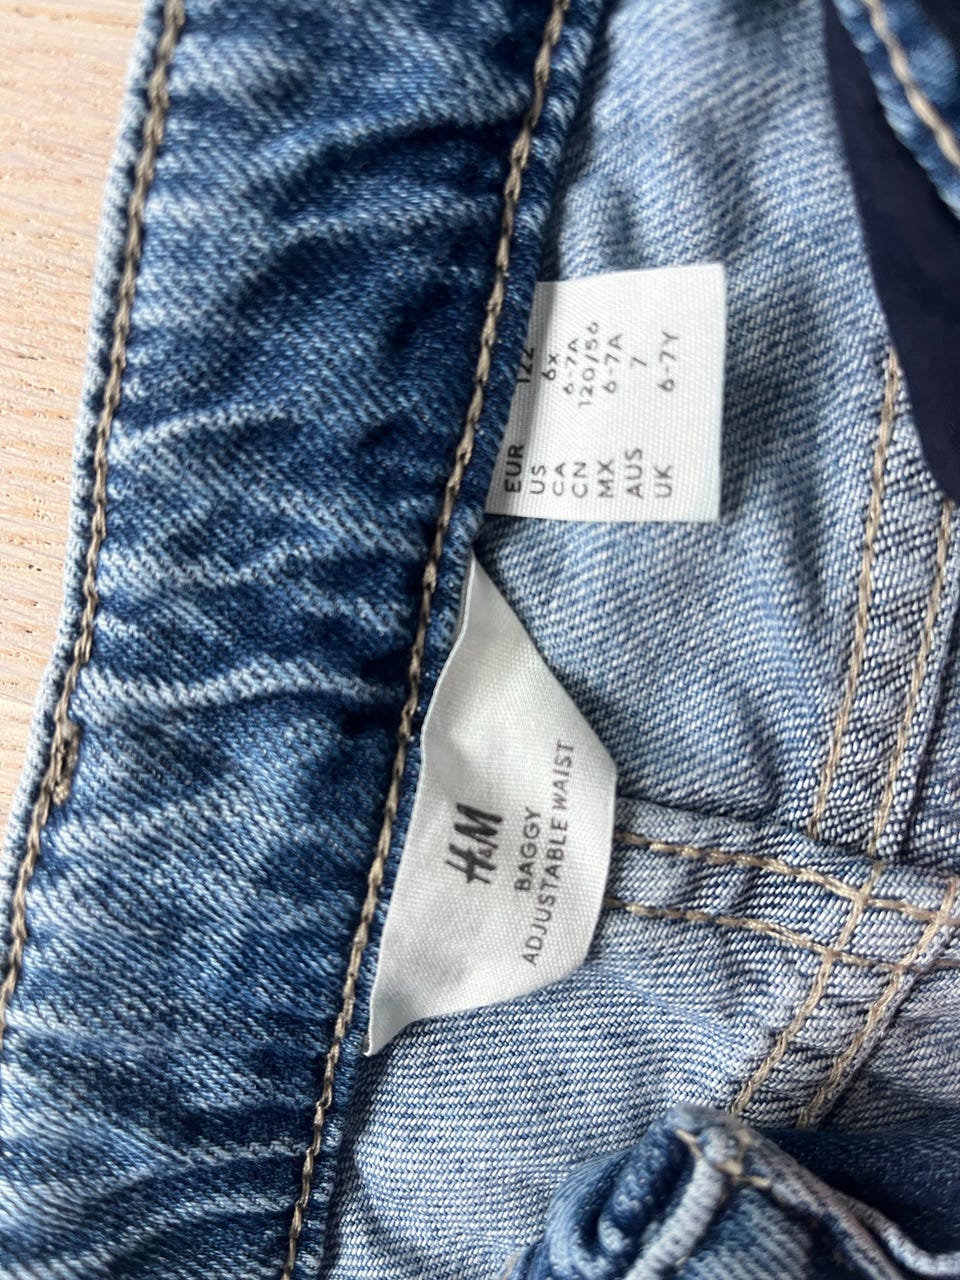 EUR 122
US 6X
CA 6-7A
CN 120/56
MX 6-7A
AUS 7
UK 6-7Y
H&M
BAGGY
ADJUSTABLE WAIST